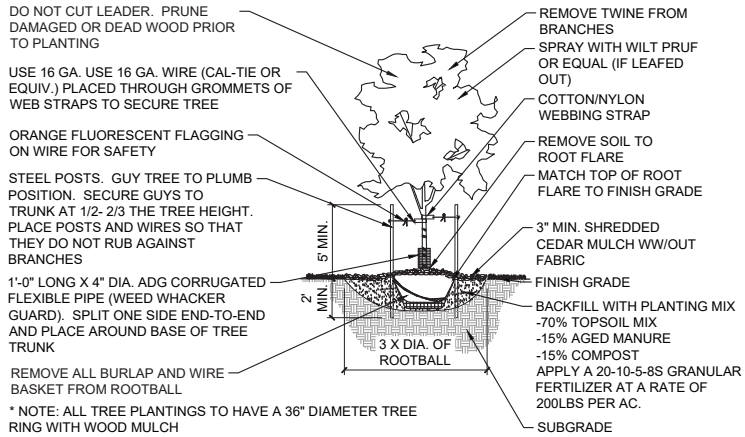 DO NOT CUT LEADER. PRUNE
DAMAGED OR DEAD WOOD PRIOR
TO PLANTING
USE 16 GA. USE 16 GA. WIRE (CAL-TIE OR
EQUIV.) PLACED THROUGH GROMMETS OF
WEB STRAPS TO SECURE TREE
ORANGE FLUORESCENT FLAGGING
ON WIRE FOR SAFETY
STEEL POSTS. GUY TREE TO PLUMB
POSITION. SECURE GUYS TO
TRUNK AT 1/2- 2/3 THE TREE HEIGHT.
PLACE POSTS AND WIRES SO THAT
THEY DO NOT RUB AGAINST
BRANCHES
1'-0" LONG X 4" DIA. ADG CORRUGATED
FLEXIBLE PIPE (WEED WHACKER
GUARD). SPLIT ONE SIDE END-TO-END
AND PLACE AROUND BASE OF TREE
TRUNK
REMOVE ALL BURLAP AND WIRE
BASKET FROM ROOTBALL
* NOTE: ALL TREE PLANTINGS TO HAVE A 36" DIAMETER TREE
RING WITH WOOD MULCH
5' MIN.
2'
MIN.
3 X DIA. OF
ROOTBALL
REMOVE TWINE FROM
BRANCHES
SPRAY WITH WILT PRUF
OR EQUAL (IF LEAFED
OUT)
COTTON/NYLON
WEBBING STRAP
REMOVE SOIL TO
ROOT FLARE
MATCH TOP OF ROOT
FLARE TO FINISH GRADE
3" MIN. SHREDDED
CEDAR MULCH WW/OUT
FABRIC
FINISH GRADE
BACKFILL WITH PLANTING MIX
-70% TOPSOIL MIX
-15% AGED MANURE
-15% COMPOST
APPLY A 20-10-5-8S GRANULAR
FERTILIZER AT A RATE OF
200LBS PER AC.
SUBGRADE